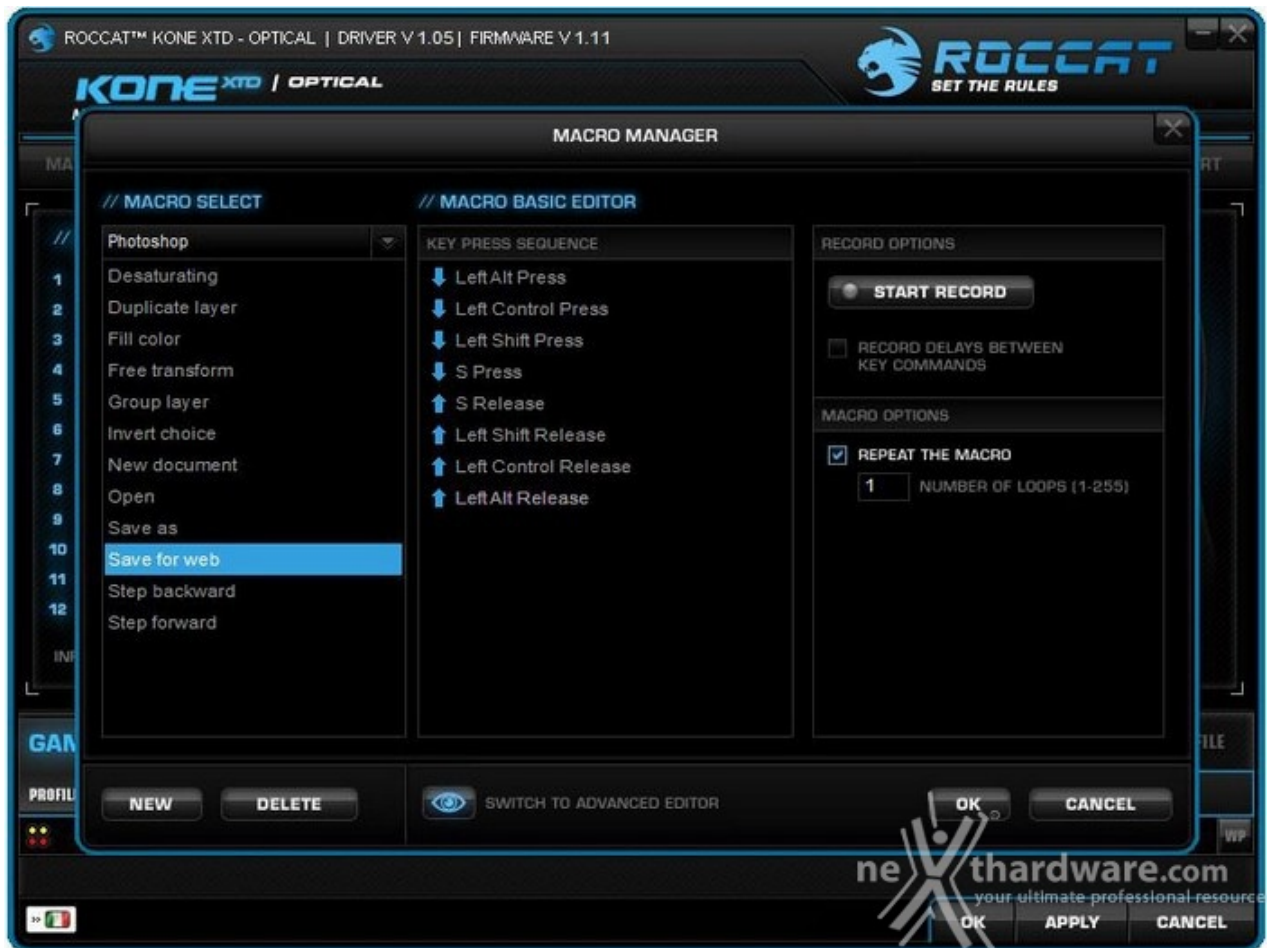 ROCCAT™ KONE XTD - OPTICAL | DRIVER V 1.05 | FIRMWARE V 1.11
KONE XTD / OPTICAL
ROCCAT
SET THE RULES
MACRO MANAGER
// MACRO SELECT
Photoshop
Desaturating
Duplicate layer
Fill color
Free transform
Group layer
Invert choice
New document
Open
Save as
Save for web
Step backward
Step forward
// MACRO BASIC EDITOR
KEY PRESS SEQUENCE
Left Alt Press
Left Control Press
Left Shift Press
S Press
S Release
Left Shift Release
Left Control Release
Left Alt Release
RECORD OPTIONS
START RECORD
RECORD DELAYS BETWEEN
KEY COMMANDS
MACRO OPTIONS
REPEAT THE MACRO
1 NUMBER OF LOOPS (1-255)
//
1
2
3
4
5
6
7
8
9
10
11
12
NEW
DELETE
SWITCH TO ADVANCED EDITOR
OK
CANCEL
WP
nexthardware.com
your ultimate professional resource
»
OK
APPLY
CANCEL